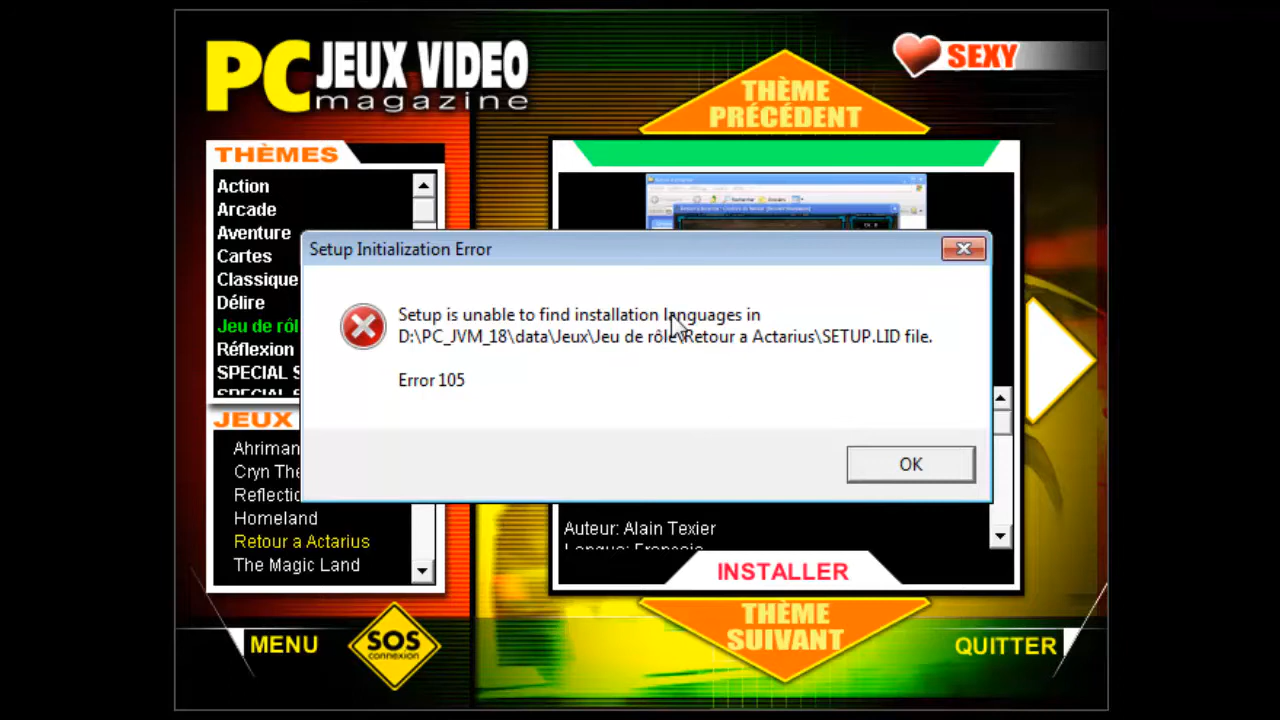 PC JEUX VIDEO
magazine
SEXY
THÈME
PRÉCÉDENT
THÈMES
Action
Arcade
Aventure
Cartes
Classique
Délire
Jeu de rôl
Réflexion
SPECIAL S
SPECIAL
Setup Initialization Error
Setup is unable to find installation languages in
D:\PC_JVM_18\data\Jeux\Jeu de rôle\Retour a Actarius\SETUP.LID file.
Error 105
OK
JEUX
Ahriman
Cryn The
Reflectio
Homeland
Retour a Actarius
The Magic Land
Auteur: Alain Texier
Langue: Français
INSTALLER
THÈME
SUIVANT
MENU
SOS
connexion
QUITTER